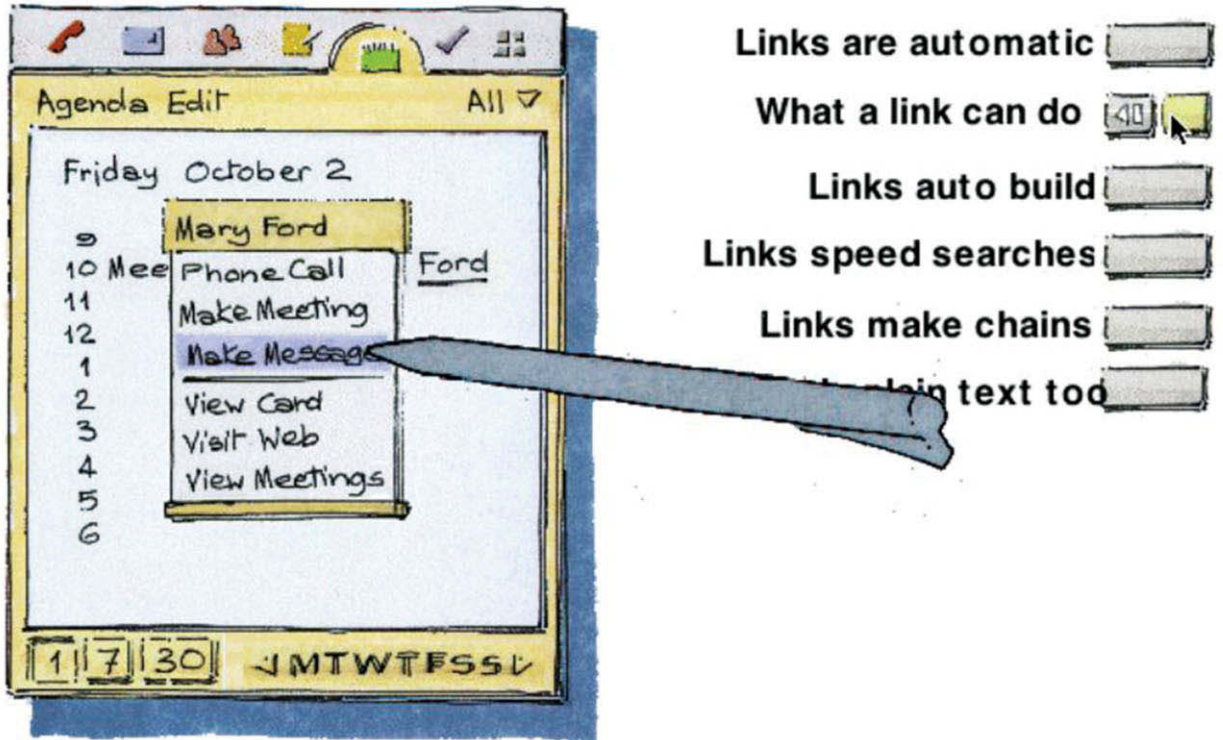 Agenda Edit All
Friday October 2
Mary Ford
9
10 Mee Phone Call Ford
11 Make Meeting
12
Make Message
1
2 View Card
3 Visit Web
4
View Meetings
5
6
1 7 30 M T W T F S S
Links are automatic
What a link can do
Links auto build
Links speed searches
Links make chains
plain text too